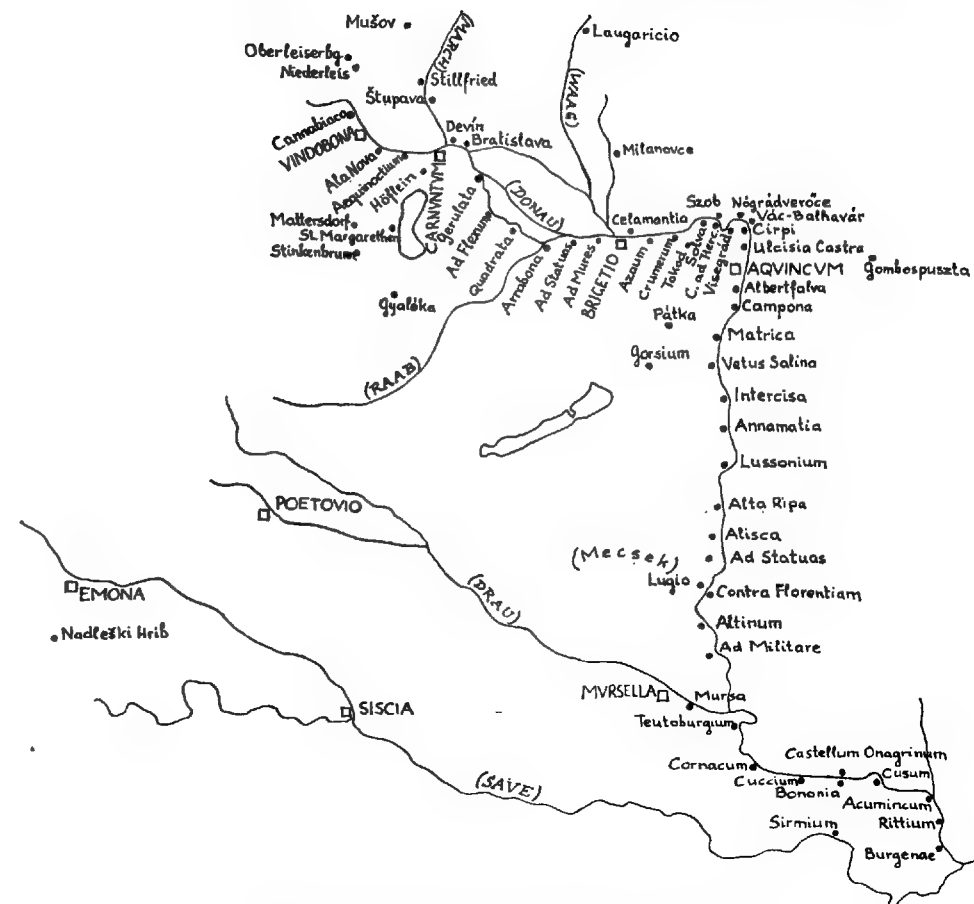 Mušov
(MARCH)
Laugaricio
Oberleiserbg
Niederleis
Stillfried
(WAAG)
Štupava
Cannabiaca
VINDOBONA
Devín
Bratislava
Milanovce
Ala Nova
Aequinoctium
Höflein
CARNVNTVM
Gerulata
(DONAU)
Celamantia
Szob
Nógrádverőce
Vác-Balhavár
Cirpi
Ulcisia Castra
Mattersdorf
St. Margarethen
Stinkenbrunn
Ad Flexum
Quadrata
Arrabona
Ad Statuas
Ad Mures
BRIGETIO
Azaum
Crumerum
Tokod
Solva
C. ad Herc.
Visegrád
AQVINCVM
Gombospuszta
Albertfalva
Campona
Gyalóka
Pátka
Matrica
Gorsium
Vetus Salina
(RAAB)
Intercisa
Annamatia
Lussonium
POETOVIO
Alta Ripa
Alisca
(Mecsek)
Ad Statuas
EMONA
(DRAU)
Lugio
Contra Florentiam
Nadleški Hrib
Altinum
Ad Militare
MVRSELLA
Mursa
SISCIA
Teutoburgium
Castellum Onagrinum
Cornacum
Cuccium
Cusum
Bononia
(SAVE)
Acumincum
Sirmium
Rittium
Burgenae